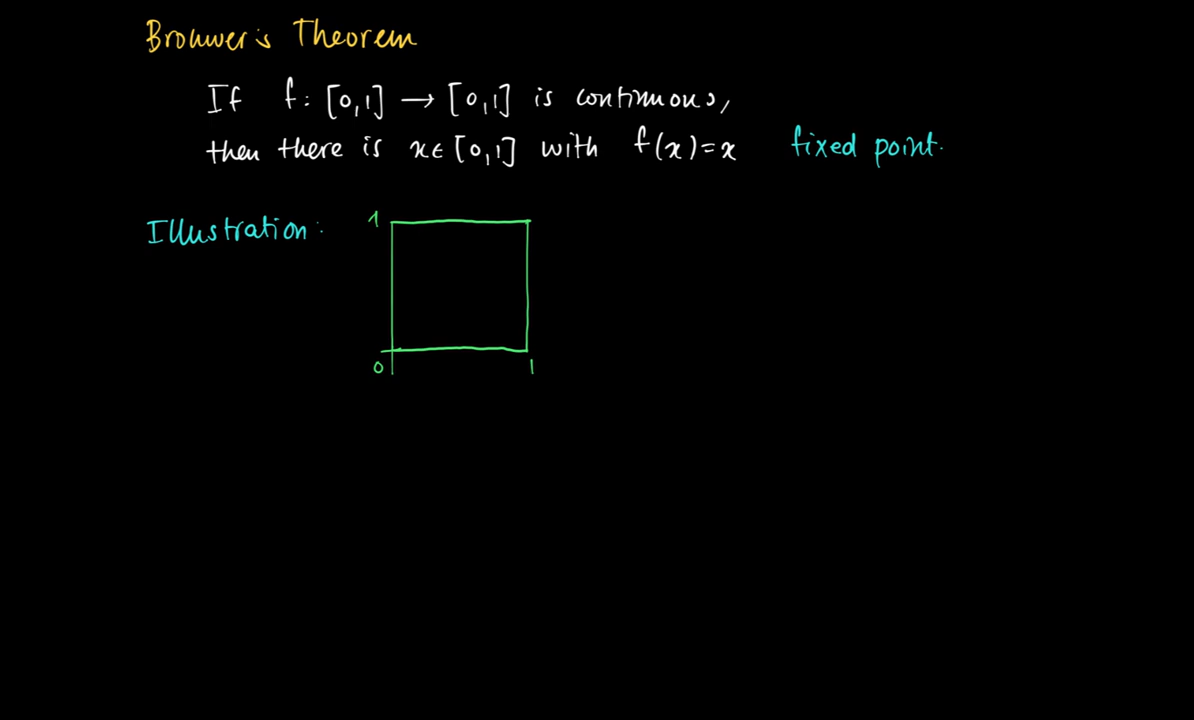 Brouwer's Theorem
If f: [0,1] → [0,1] is continuous,
then there is x∈[0,1] with f(x)=x fixed point.
Illustration:
1
0 1